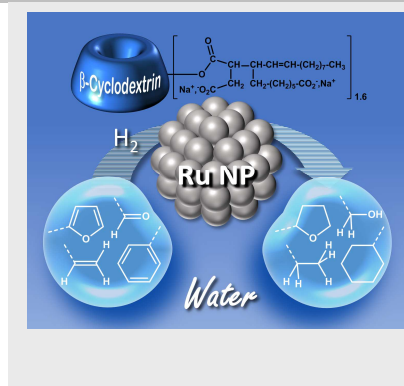 O
β-Cyclodextrin
O
CH–CH–CH=CH-(CH₂)₇-CH₃
Na⁺,⁻O₂C
CH₂
CH₂-(CH₂)₅-CO₂⁻,Na⁺
1.6
H₂
Ru NP
O
H
O
H
H
H
O
H
H
OH
H
H
H
H
H
Water